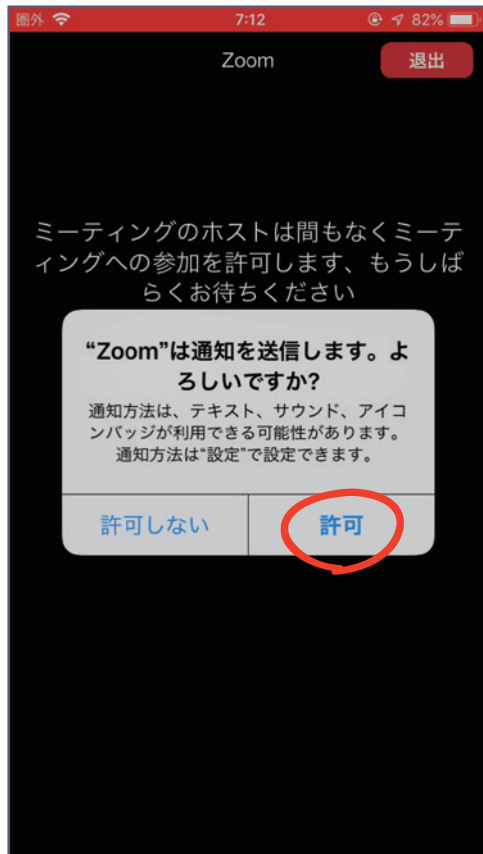 圏外 7:12 82%
Zoom 退出
ミーティングのホストは間もなくミーテ
ィングへの参加を許可します、もうしば
らくお待ちください
“Zoom”は通知を送信します。よ
ろしいですか?
通知方法は、テキスト、サウンド、アイコ
ンバッジが利用できる可能性があります。
通知方法は“設定”で設定できます。
許可しない 許可